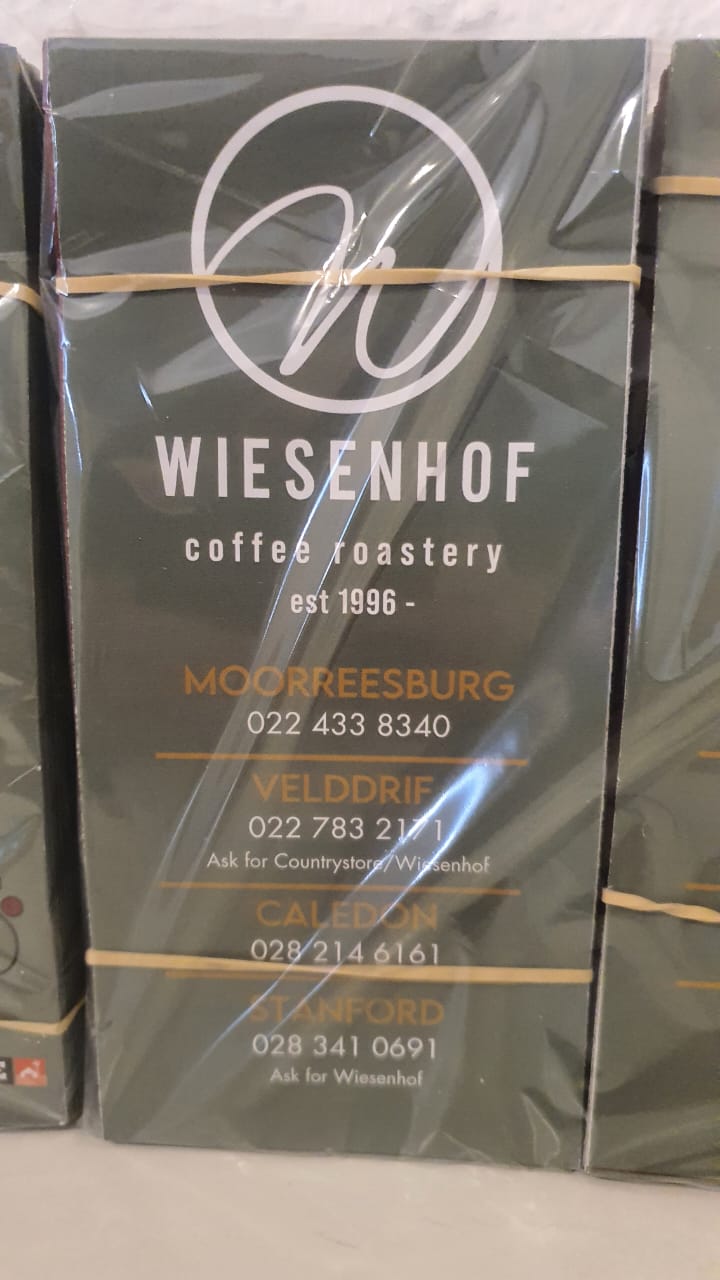 WIESENHOF
coffee roastery
est 1996 -
MOORREESBURG
022 433 8340
VELDDRIF
022 783 2171
Ask for Countrystore/Wiesenhof
CALEDON
028 214 6161
STANFORD
028 341 0691
Ask for Wiesenhof